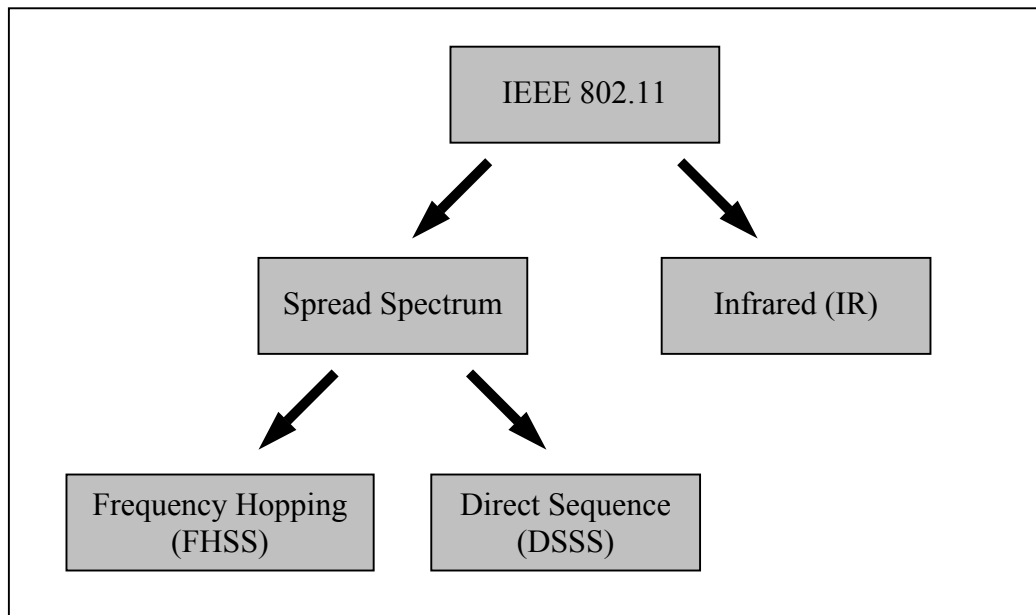 IEEE 802.11
Spread Spectrum
Infrared (IR)
Frequency Hopping
(FHSS)
Direct Sequence
(DSSS)